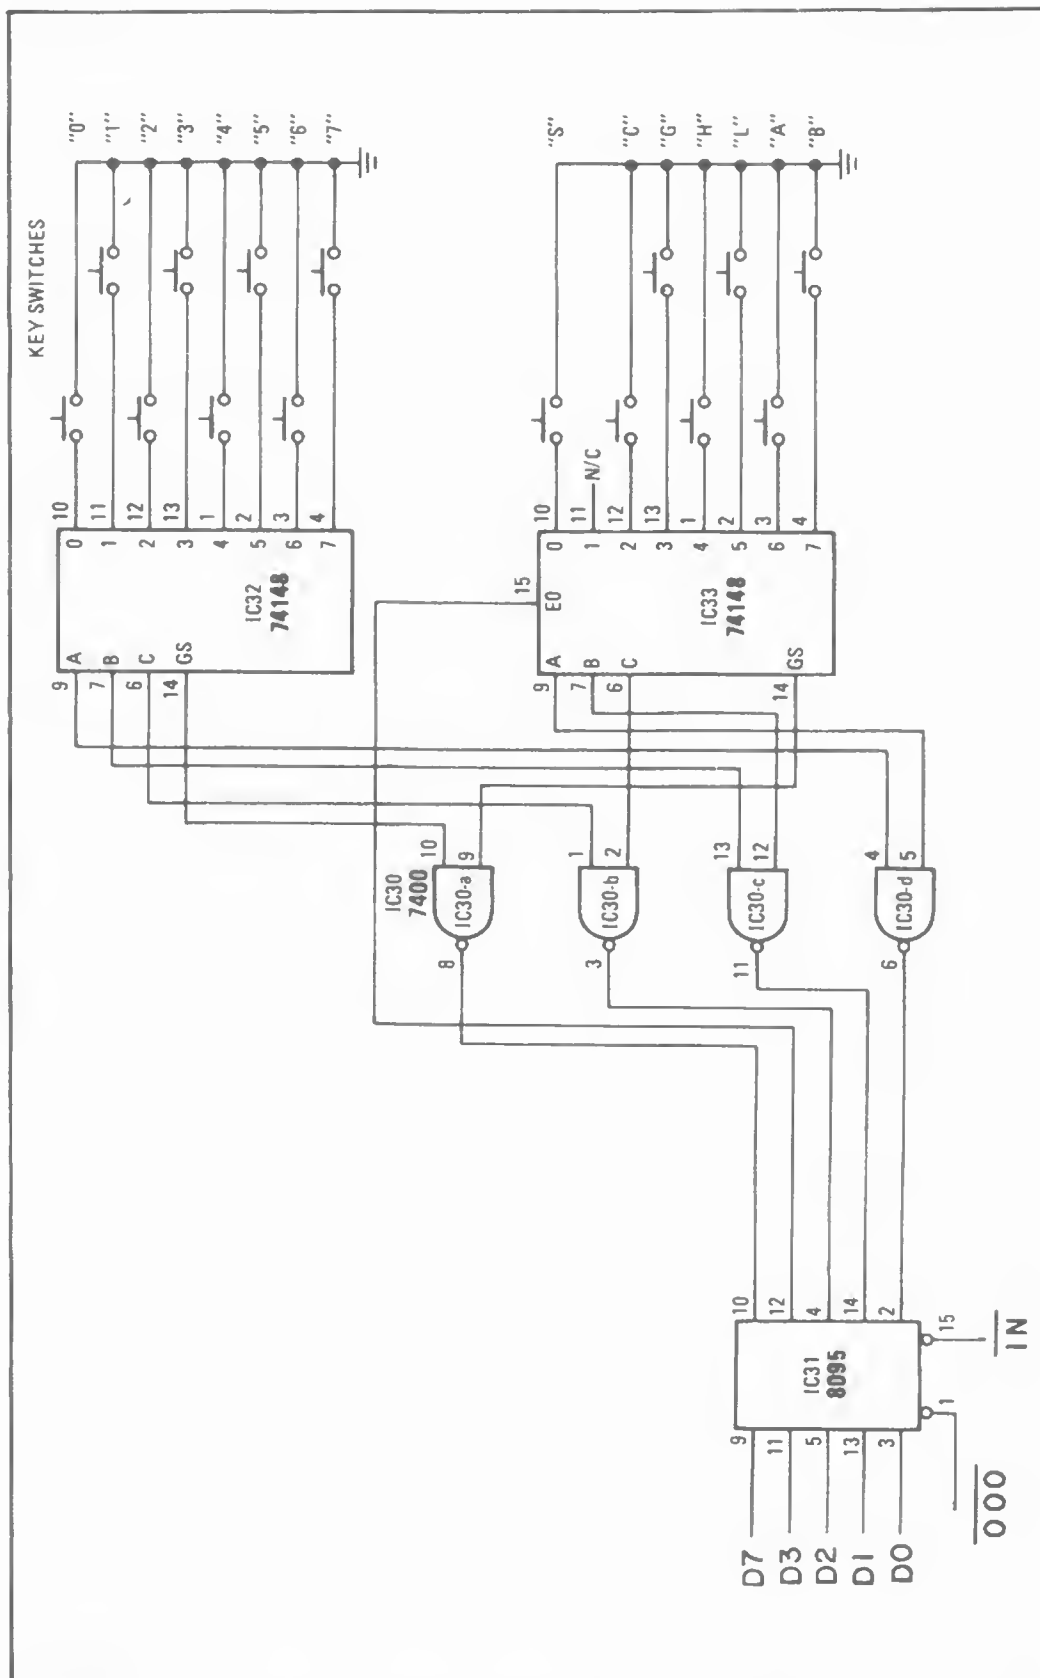 KEY SWITCHES
"0"
"1"
"2"
"3"
"4"
"5"
"6"
"7"
10
11
12
13
1
2
3
4
0
1
2
3
4
5
6
7
IC32
74148
A
B
C
GS
9
7
6
14
"S"
"C"
"G"
"H"
"L"
"A"
"B"
N/C
10
11
12
13
1
2
3
4
0
1
2
3
4
5
6
7
15
EO
IC33
74148
A
B
C
GS
9
7
6
14
IC30
7400
10
9
IC30-a
8
1
2
IC30-b
3
13
12
IC30-c
11
4
5
IC30-d
6
10
12
4
14
2
IC31
8095
15
IN
1
000
9
11
5
13
3
D7
D3
D2
D1
D0